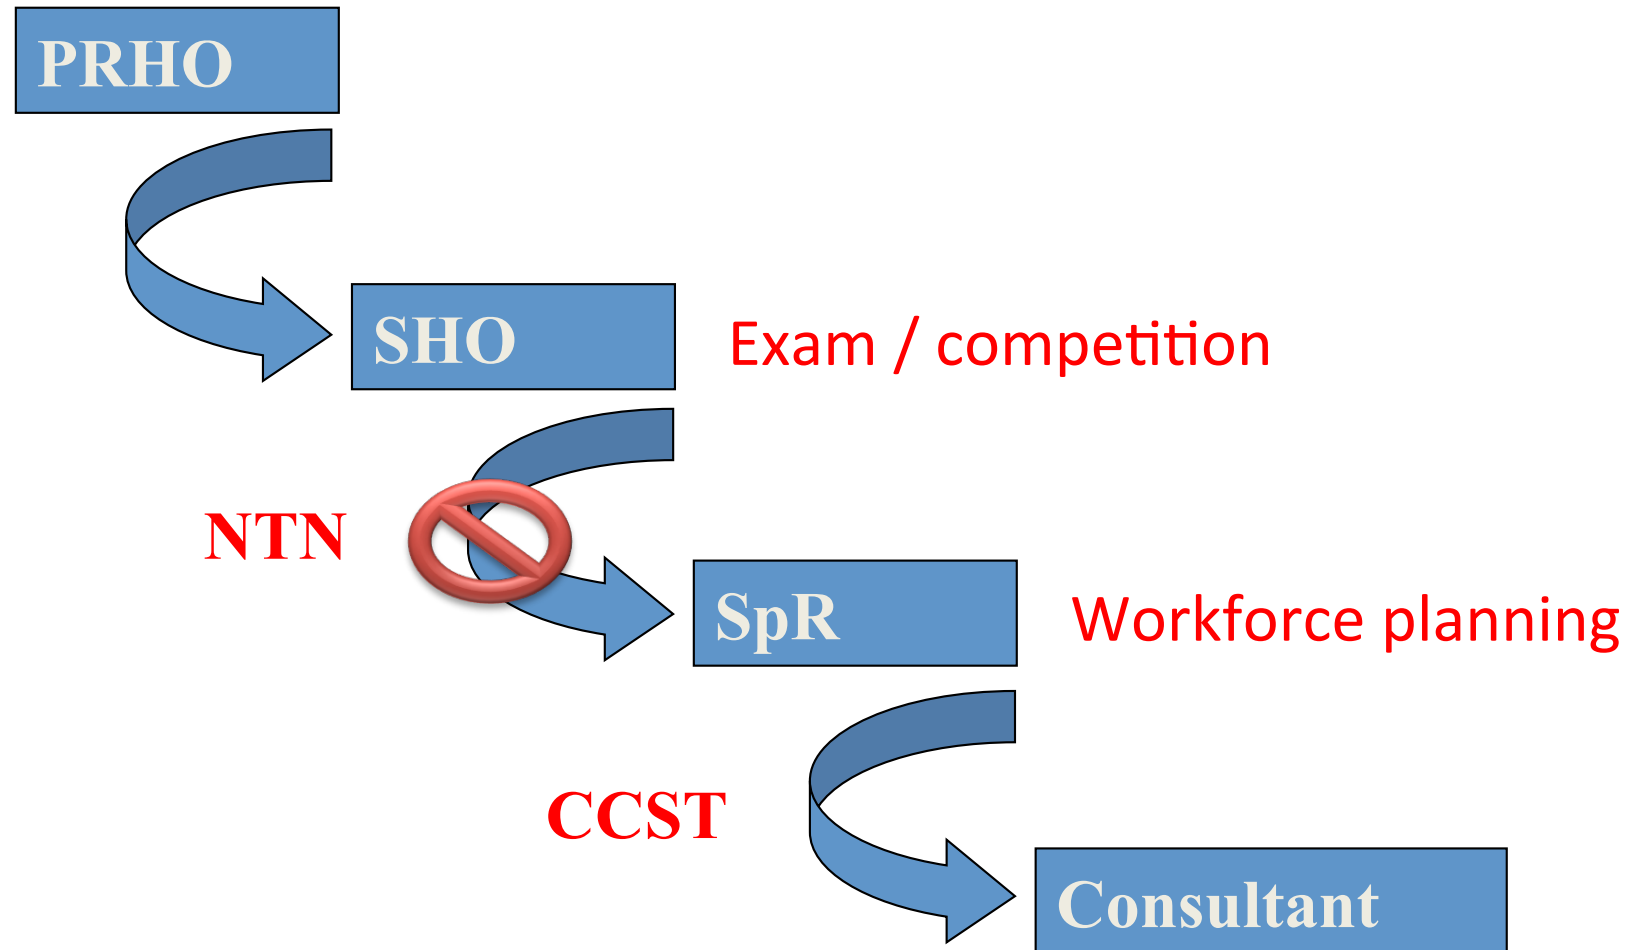 PRHO
SHO
Exam / competition
NTN
SpR
Workforce planning
CCST
Consultant